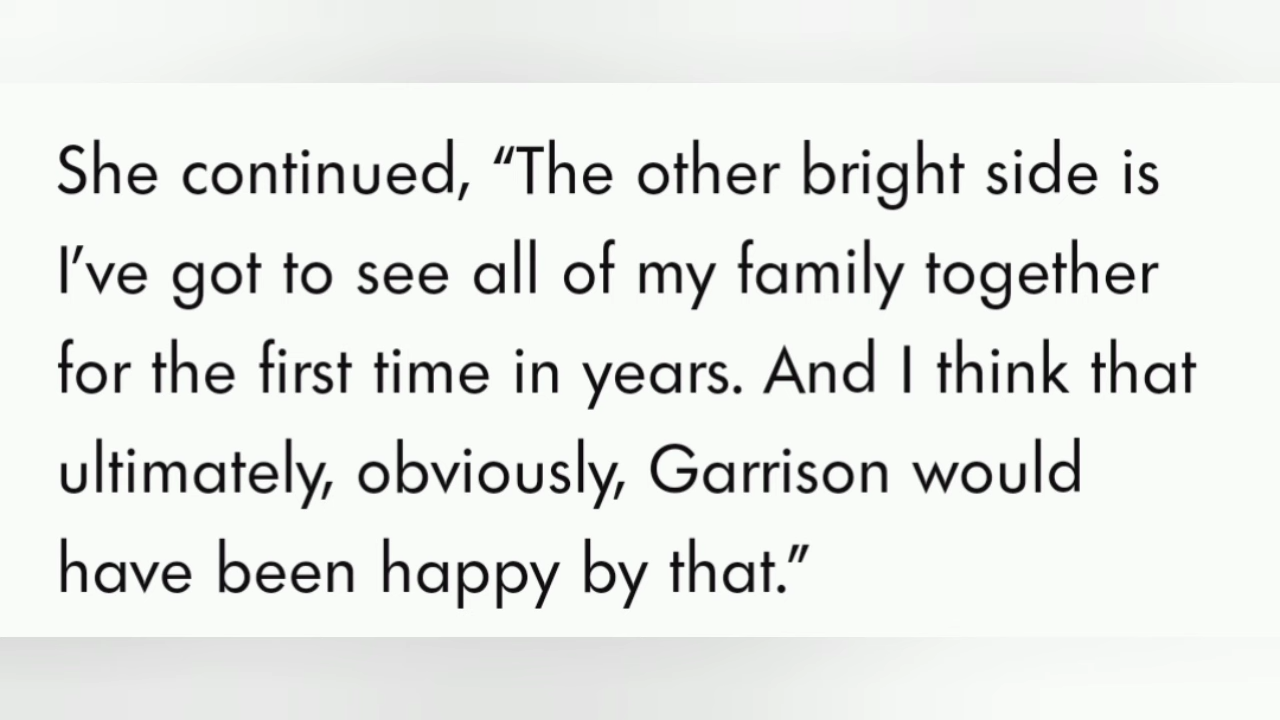 She continued, “The other bright side is
I’ve got to see all of my family together
for the first time in years. And I think that
ultimately, obviously, Garrison would
have been happy by that.”